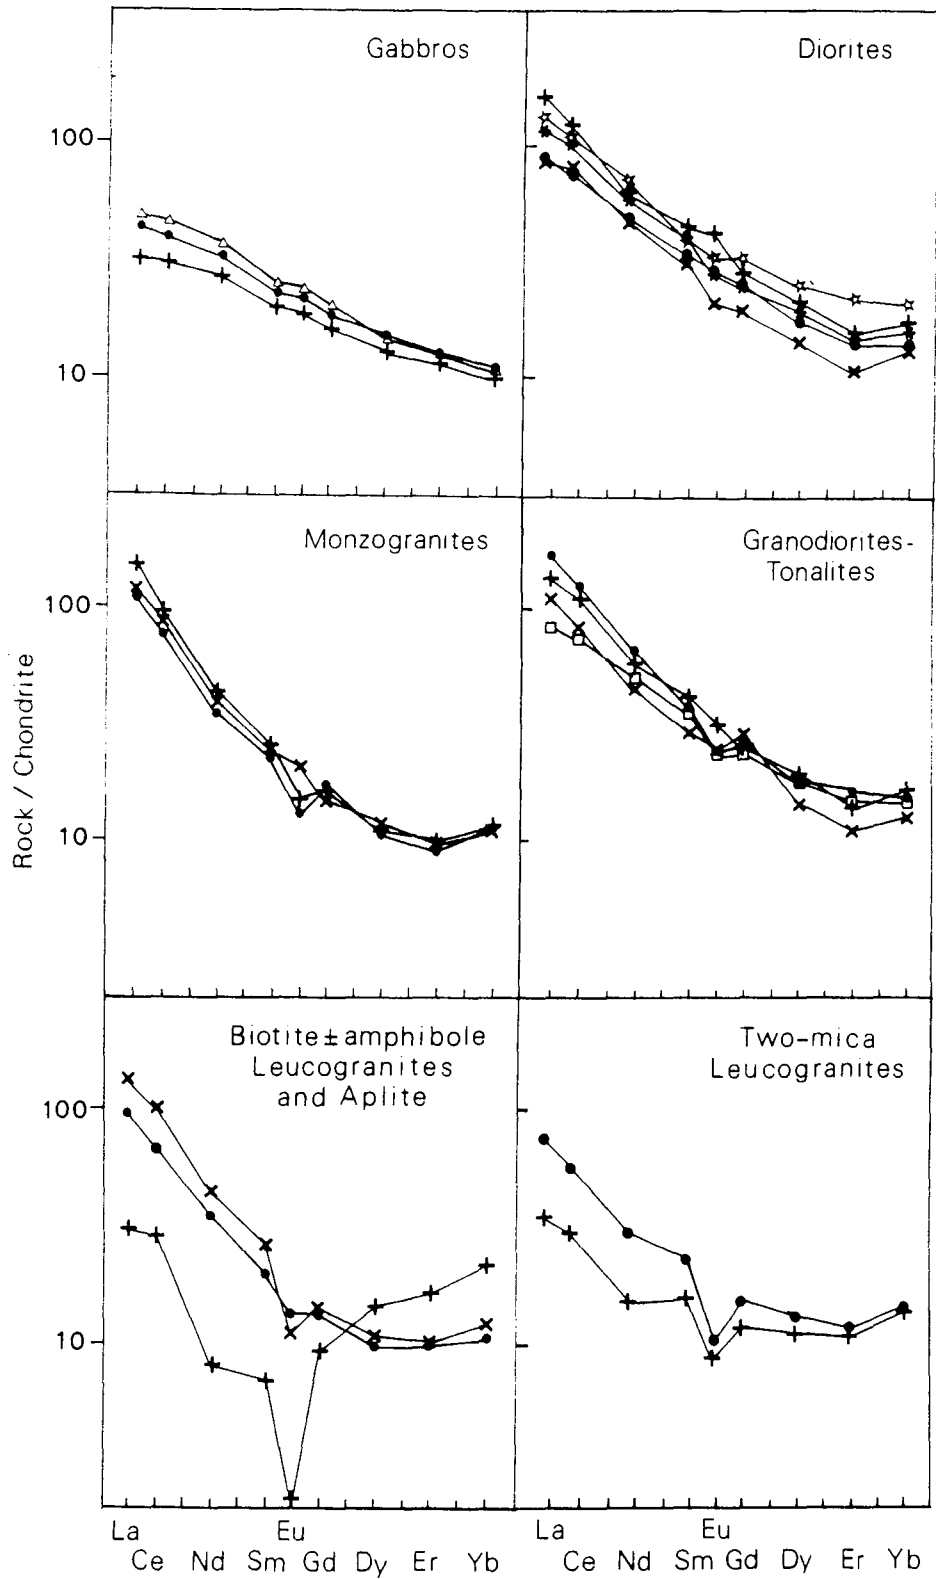 Gabbros
Diorites
100
10
Monzogranites
Granodiorites-
Tonalites
100
10
Rock / Chondrite
Biotite±amphibole
Leucogranites
and Aplite
Two-mica
Leucogranites
100
10
La Eu
Ce Nd Sm Gd Dy Er Yb
La Eu
Ce Nd Sm Gd Dy Er Yb